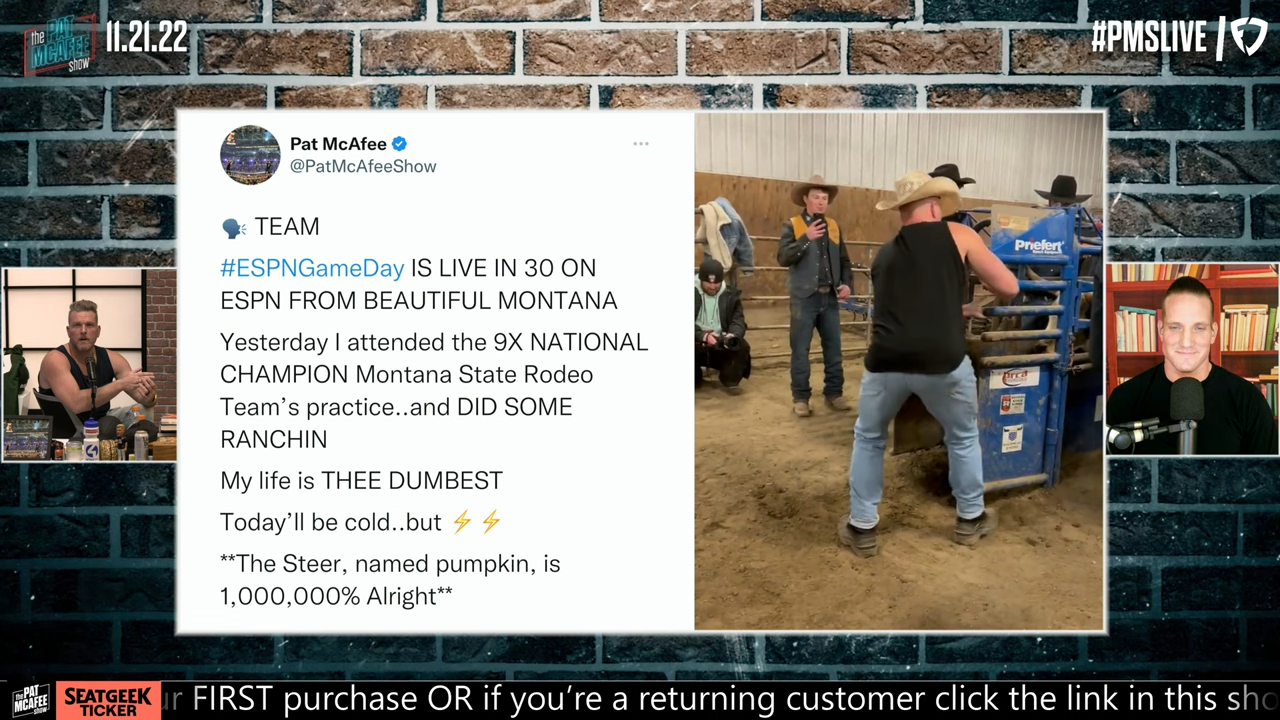 the PAT MCAFEE show
11.21.22
#PMSLIVE
Pat McAfee
@PatMcAfeeShow
TEAM
#ESPNGameDay IS LIVE IN 30 ON
ESPN FROM BEAUTIFUL MONTANA
Yesterday I attended the 9X NATIONAL
CHAMPION Montana State Rodeo
Team's practice..and DID SOME
RANCHIN
My life is THEE DUMBEST
Today'll be cold..but ⚡⚡
**The Steer, named pumpkin, is
1,000,000% Alright**
Priefert
the PAT MCAFEE show
SEATGEEK
TICKER
FIRST purchase OR if you're a returning customer click the link in this